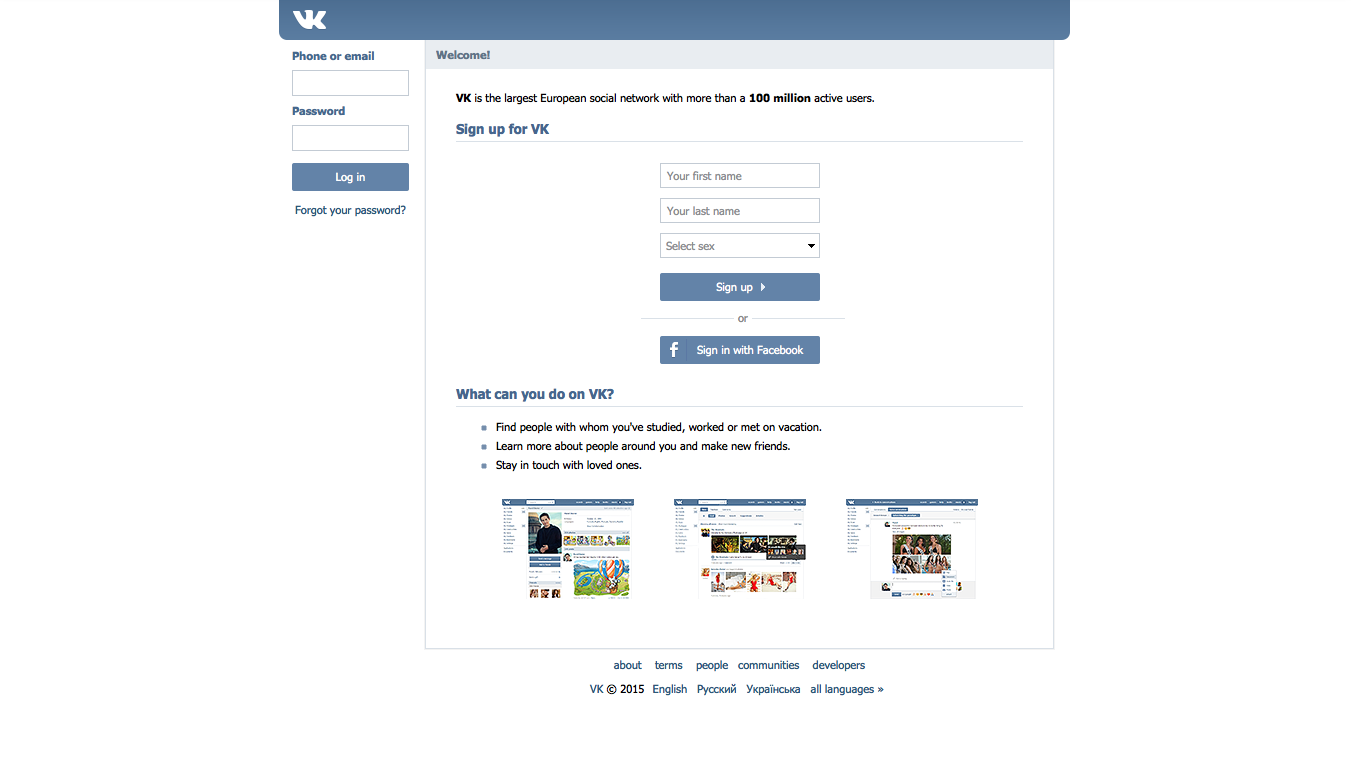 VK
Phone or email
Password
Log in
Forgot your password?
Welcome!
VK is the largest European social network with more than a 100 million active users.
Sign up for VK
Your first name
Your last name
Select sex
Sign up
or
f Sign in with Facebook
What can you do on VK?
Find people with whom you've studied, worked or met on vacation.
Learn more about people around you and make new friends.
Stay in touch with loved ones.
about terms people communities developers
VK © 2015 English Русский Українська all languages »